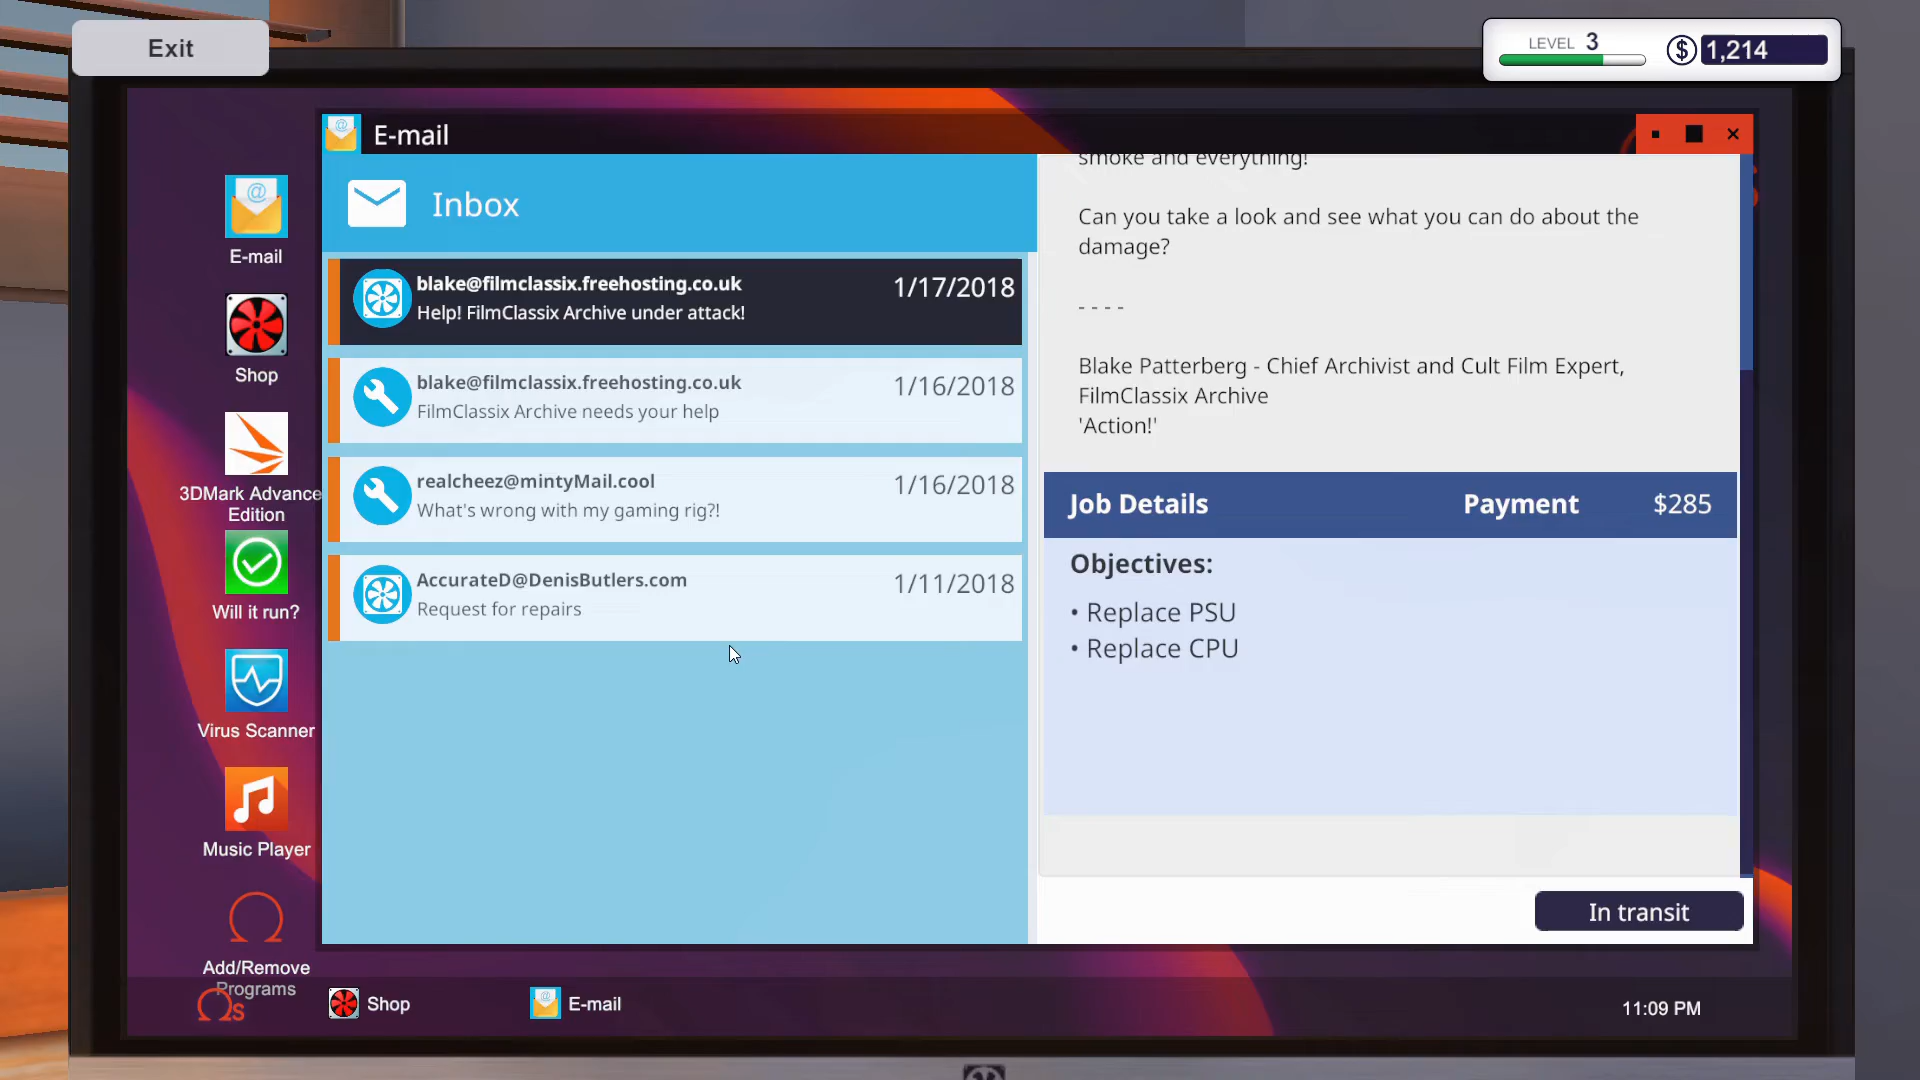 Exit
LEVEL 3
$ 1,214
E-mail
Inbox
blake@filmclassix.freehosting.co.uk
1/17/2018
Help! FilmClassix Archive under attack!
blake@filmclassix.freehosting.co.uk
1/16/2018
FilmClassix Archive needs your help
realcheez@mintyMail.cool
1/16/2018
What's wrong with my gaming rig?!
AccurateD@DenisButlers.com
1/11/2018
Request for repairs
smoke and everything!
Can you take a look and see what you can do about the
damage?
- - - -
Blake Patterberg - Chief Archivist and Cult Film Expert,
FilmClassix Archive
'Action!'
Job Details
Payment
$285
Objectives:
• Replace PSU
• Replace CPU
In transit
E-mail
Shop
3DMark Advance
Edition
Will it run?
Virus Scanner
Music Player
Add/Remove
Programs
Ωs
Shop
E-mail
11:09 PM